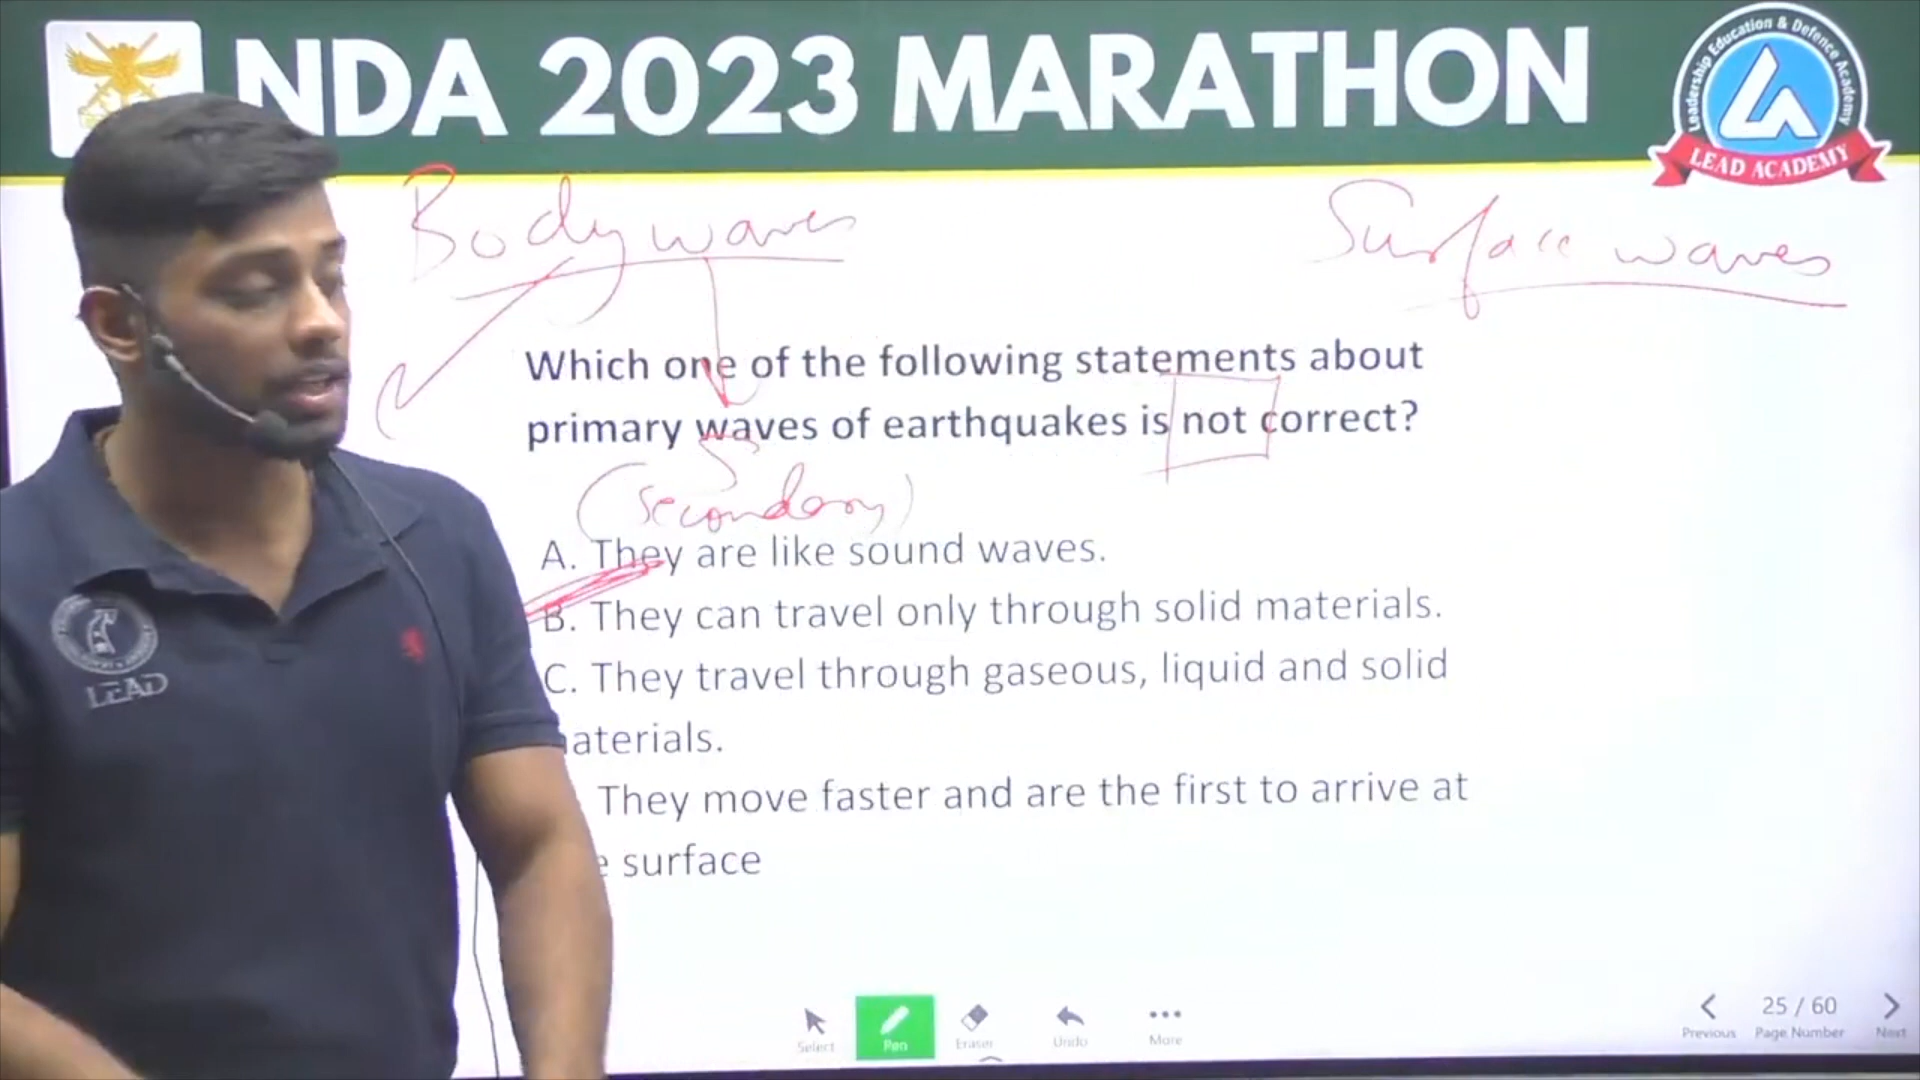 NDA 2023 MARATHON
Leadership Education & Defence Academy
LEAD ACADEMY
Body waves
Surface waves
Which one of the following statements about
primary waves of earthquakes is not correct?
S
(Secondary)
A. They are like sound waves.
B. They can travel only through solid materials.
C. They travel through gaseous, liquid and solid
aterials.
They move faster and are the first to arrive at
e surface
LEAD
Select
Pen
Eraser
Undo
More
Previous
25 / 60
Page Number
Next